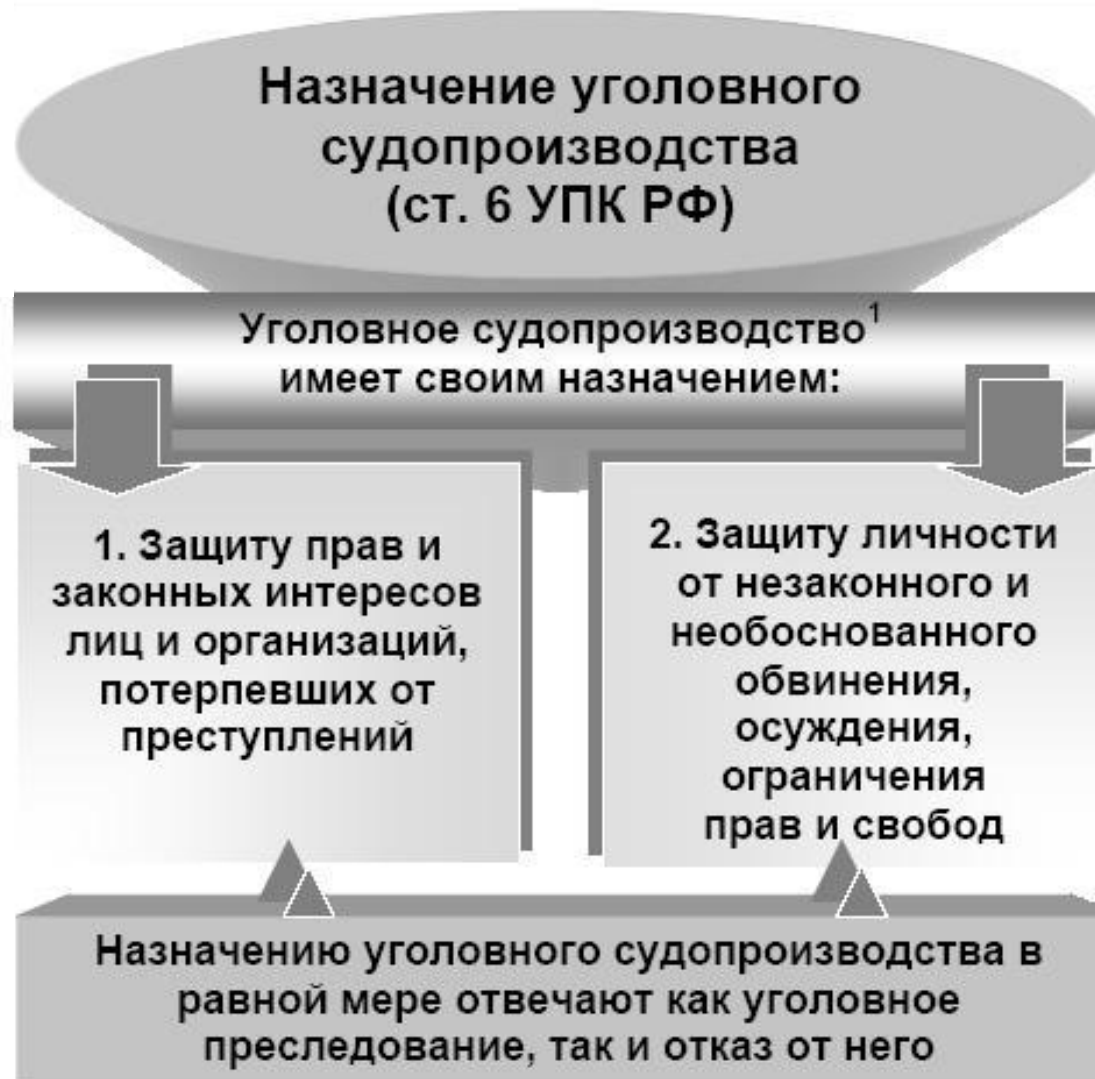 Назначение уголовного
судопроизводства
(ст. 6 УПК РФ)
Уголовное судопроизводство¹
имеет своим назначением:
1. Защиту прав и
законных интересов
лиц и организаций,
потерпевших от
преступлений
2. Защиту личности
от незаконного и
необоснованного
обвинения,
осуждения,
ограничения
прав и свобод
Назначению уголовного судопроизводства в
равной мере отвечают как уголовное
преследование, так и отказ от него